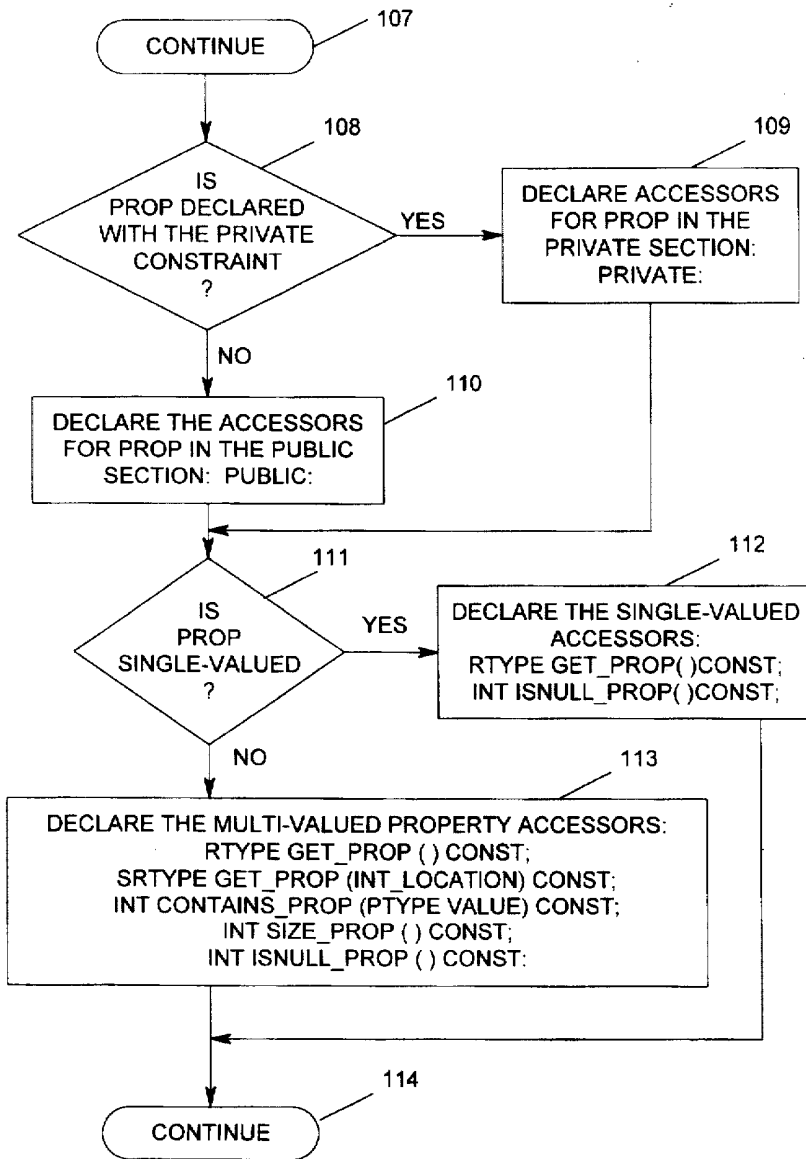 CONTINUE
107
108
IS
PROP DECLARED
WITH THE PRIVATE
CONSTRAINT
?
YES
109
DECLARE ACCESSORS
FOR PROP IN THE
PRIVATE SECTION:
PRIVATE:
NO
110
DECLARE THE ACCESSORS
FOR PROP IN THE PUBLIC
SECTION: PUBLIC:
111
IS
PROP
SINGLE-VALUED
?
YES
112
DECLARE THE SINGLE-VALUED
ACCESSORS:
RTYPE GET_PROP( )CONST;
INT ISNULL_PROP( )CONST;
NO
113
DECLARE THE MULTI-VALUED PROPERTY ACCESSORS:
RTYPE GET_PROP ( ) CONST;
SRTYPE GET_PROP (INT_LOCATION) CONST;
INT CONTAINS_PROP (PTYPE VALUE) CONST;
INT SIZE_PROP ( ) CONST;
INT ISNULL_PROP ( ) CONST:
114
CONTINUE